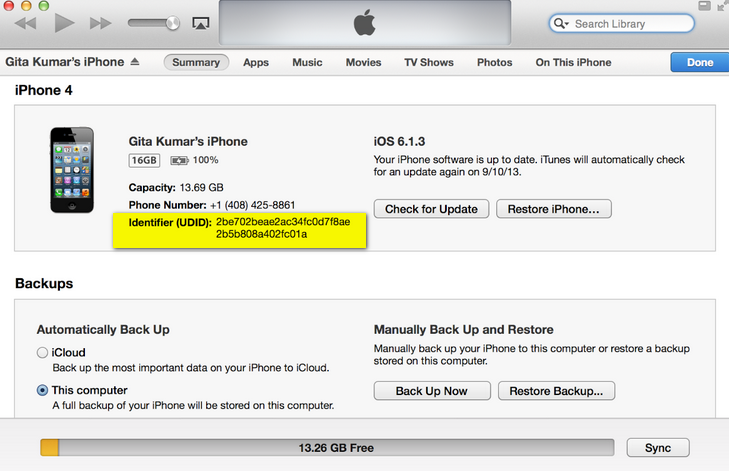 Search Library
Gita Kumar's iPhone
Summary
Apps
Music
Movies
TV Shows
Photos
On This iPhone
Done
iPhone 4
Gita Kumar's iPhone
16GB
100%
Capacity: 13.69 GB
Phone Number: +1 (408) 425-8861
Identifier (UDID): 2be702beae2ac34fc0d7f8ae
2b5b808a402fc01a
iOS 6.1.3
Your iPhone software is up to date. iTunes will automatically check
for an update again on 9/10/13.
Check for Update
Restore iPhone...
Backups
Automatically Back Up
iCloud
Back up the most important data on your iPhone to iCloud.
This computer
A full backup of your iPhone will be stored on this computer.
Manually Back Up and Restore
Manually back up your iPhone to this computer or restore a backup
stored on this computer.
Back Up Now
Restore Backup...
13.26 GB Free
Sync